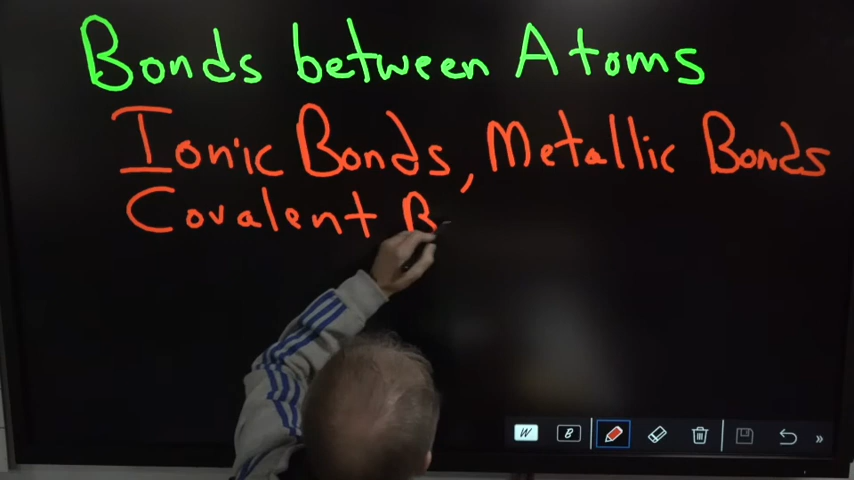 Bonds between Atoms
Ionic Bonds, Metallic Bonds
Covalent B
W B